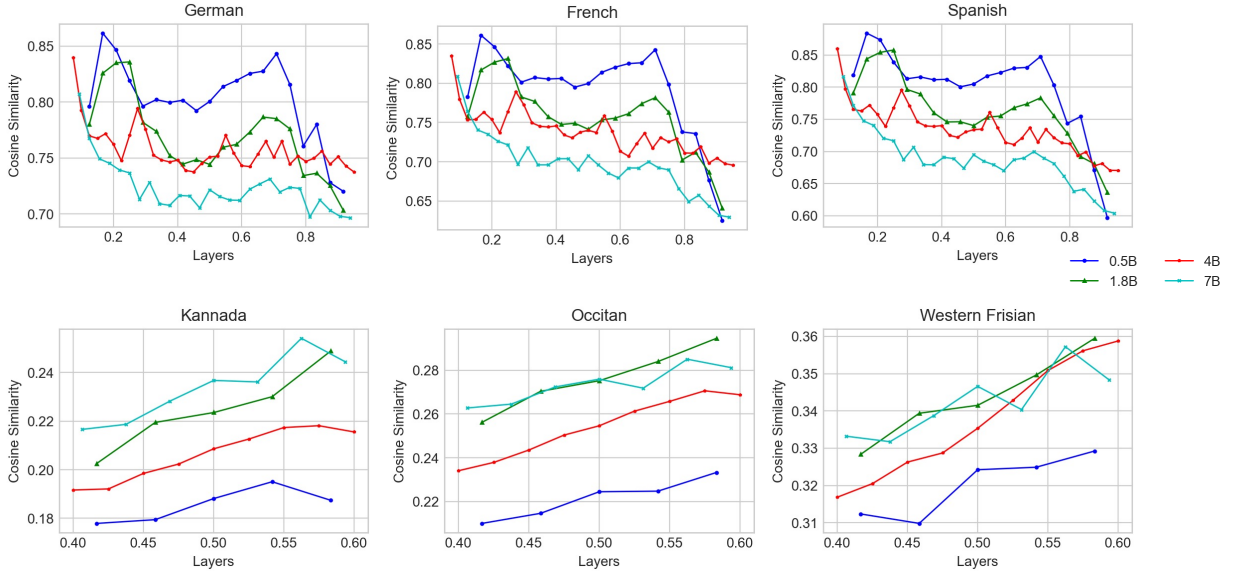 German
Cosine Similarity
0.85
0.80
0.75
0.70
0.2 0.4 0.6 0.8
Layers
French
Cosine Similarity
0.85
0.80
0.75
0.70
0.65
0.2 0.4 0.6 0.8
Layers
Spanish
Cosine Similarity
0.85
0.80
0.75
0.70
0.65
0.60
0.2 0.4 0.6 0.8
Layers
0.5B 4B
1.8B 7B
Kannada
Cosine Similarity
0.24
0.22
0.20
0.18
0.40 0.45 0.50 0.55 0.60
Layers
Occitan
Cosine Similarity
0.28
0.26
0.24
0.22
0.40 0.45 0.50 0.55 0.60
Layers
Western Frisian
Cosine Similarity
0.36
0.35
0.34
0.33
0.32
0.31
0.40 0.45 0.50 0.55 0.60
Layers